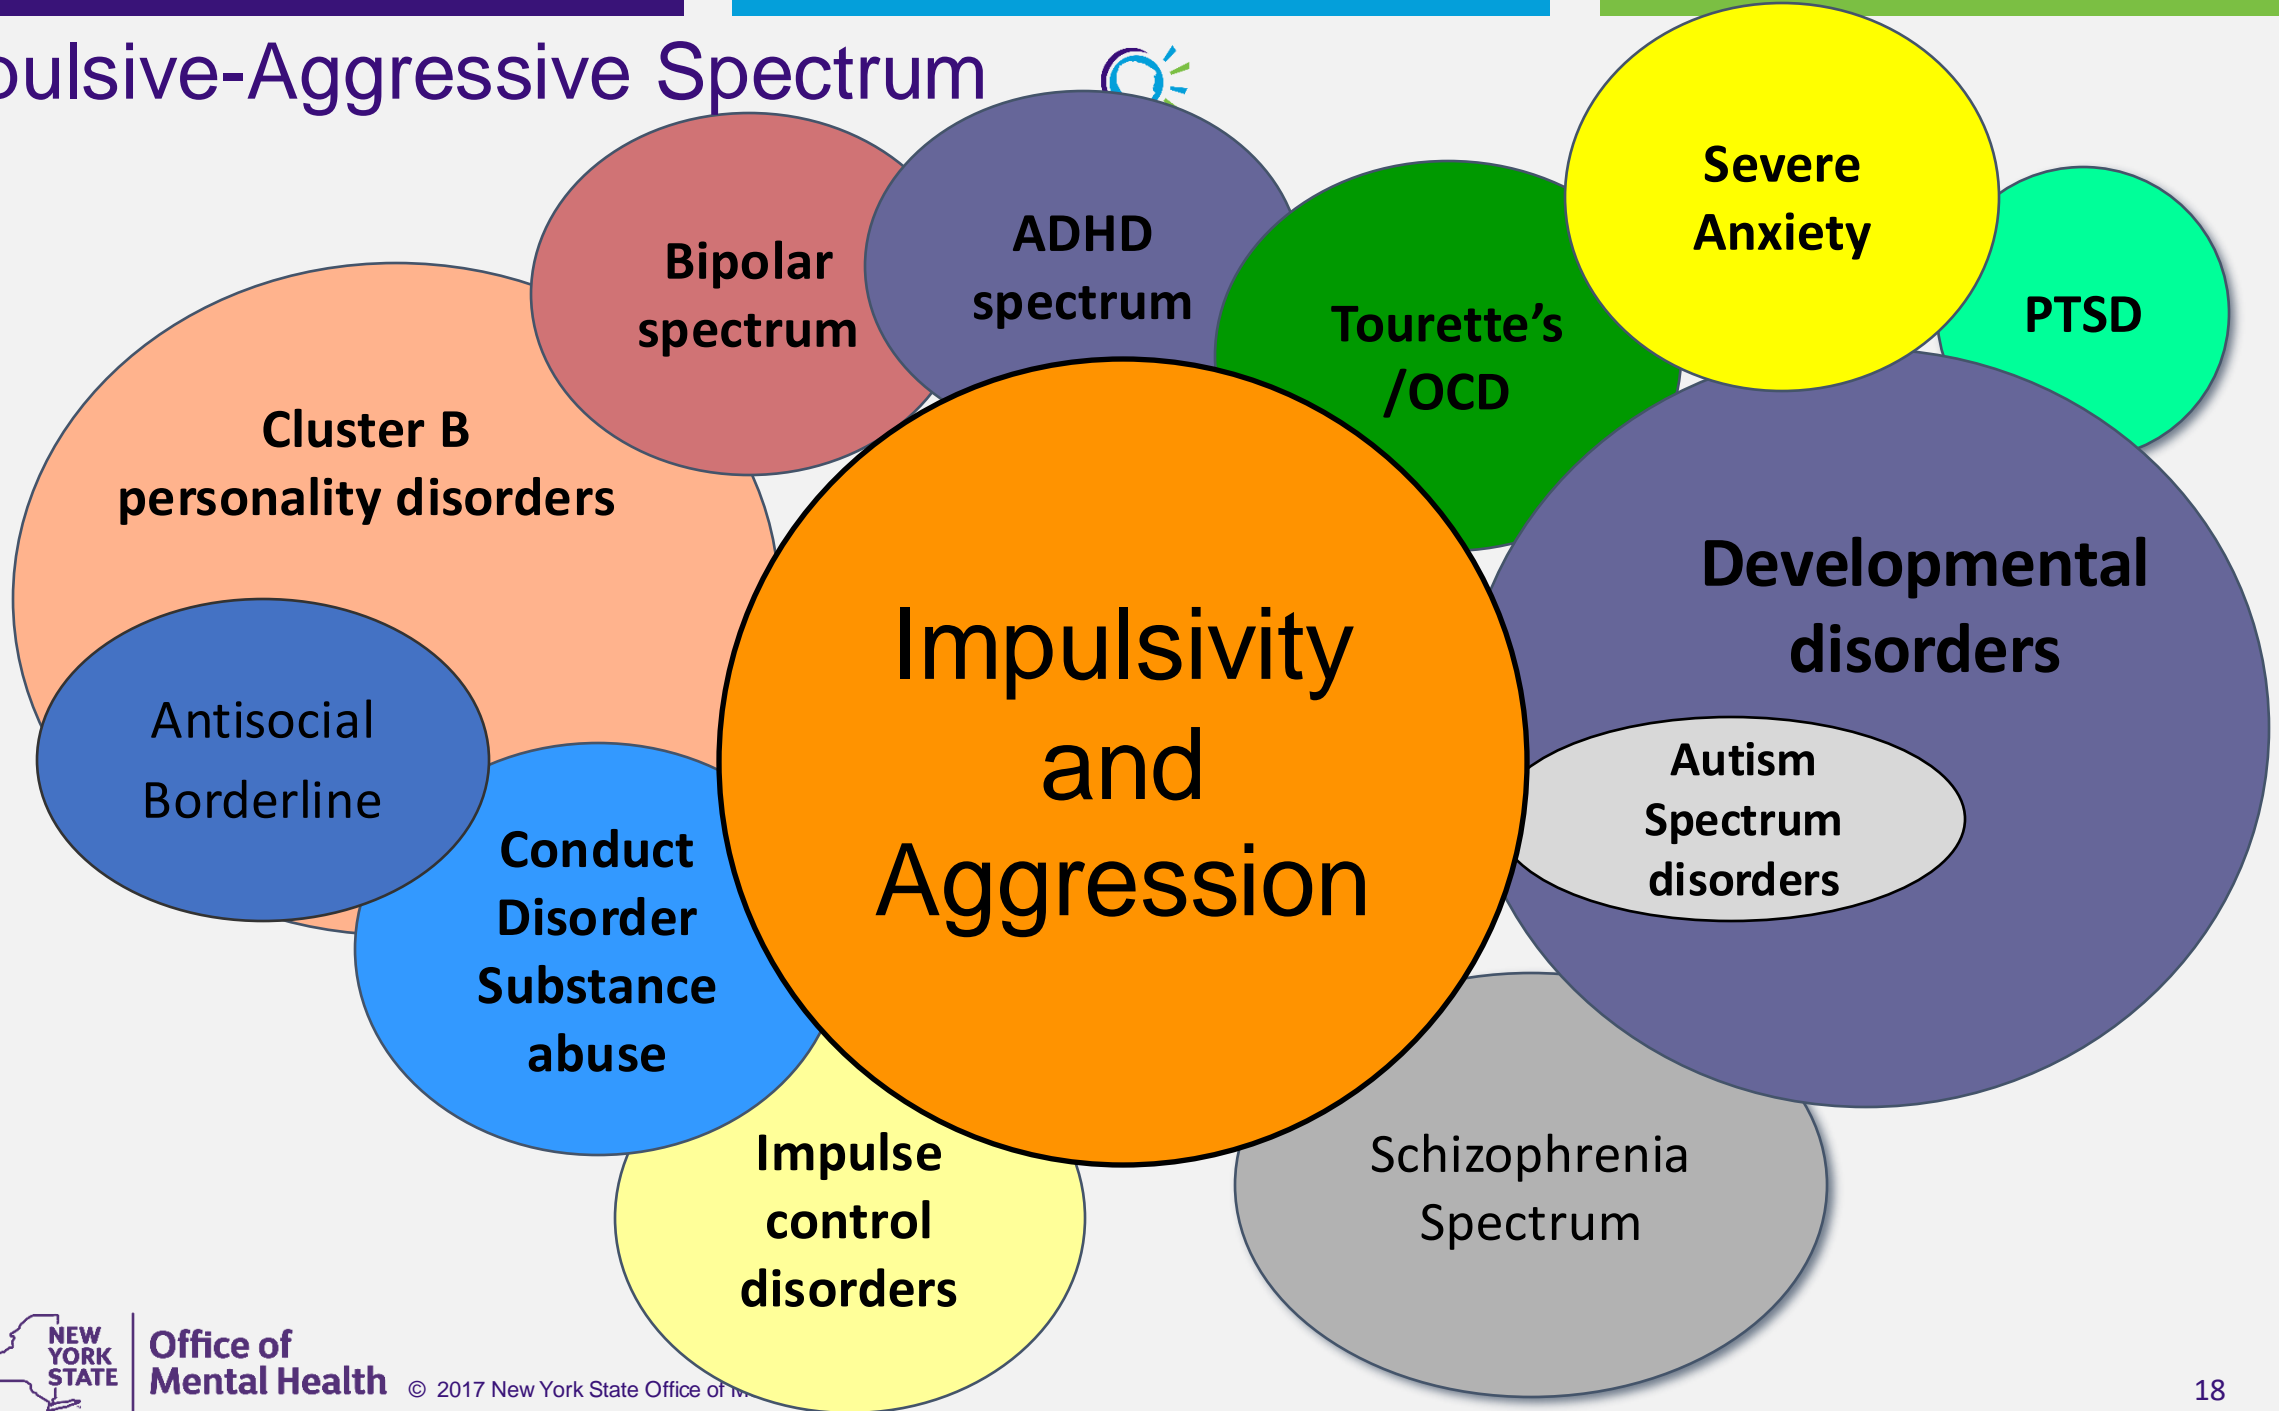 pulsive-Aggressive Spectrum
Severe
Anxiety
ADHD
spectrum
Bipolar
spectrum
PTSD
Tourette’s
/OCD
Cluster B
personality disorders
Developmental
disorders
Impulsivity
and
Aggression
Antisocial
Borderline
Autism
Spectrum
disorders
Conduct
Disorder
Substance
abuse
Impulse
control
disorders
Schizophrenia
Spectrum
NEW
YORK
STATE
Office of
Mental Health
© 2017 New York State Office of
18